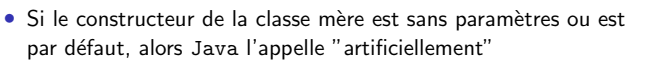 • Si le constructeur de la classe mère est sans paramètres ou est
par défaut, alors Java l'appelle "artificiellement"